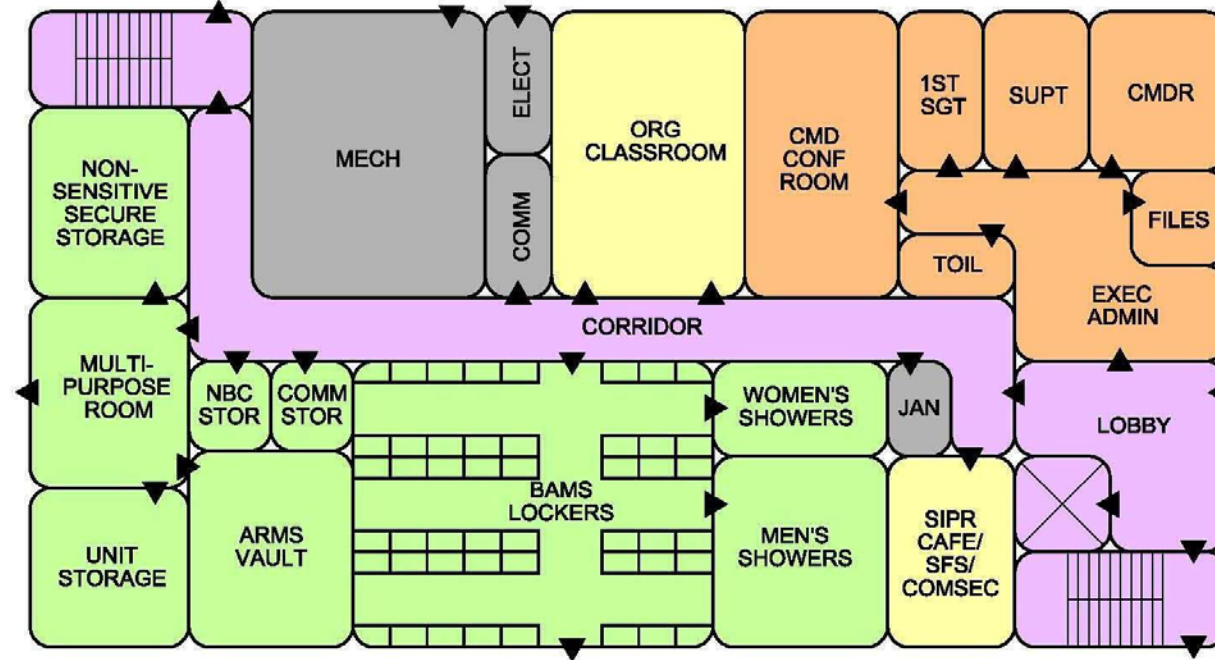 MECH
ELECT
COMM
ORG
CLASSROOM
CMD
CONF
ROOM
1ST
SGT
SUPT
CMDR
FILES
TOIL
EXEC
ADMIN
NON-
SENSITIVE
SECURE
STORAGE
CORRIDOR
MULTI-
PURPOSE
ROOM
NBC
STOR
COMM
STOR
WOMEN'S
SHOWERS
JAN
LOBBY
BAMS
LOCKERS
UNIT
STORAGE
ARMS
VAULT
MEN'S
SHOWERS
SIPR
CAFE/
SFS/
COMSEC